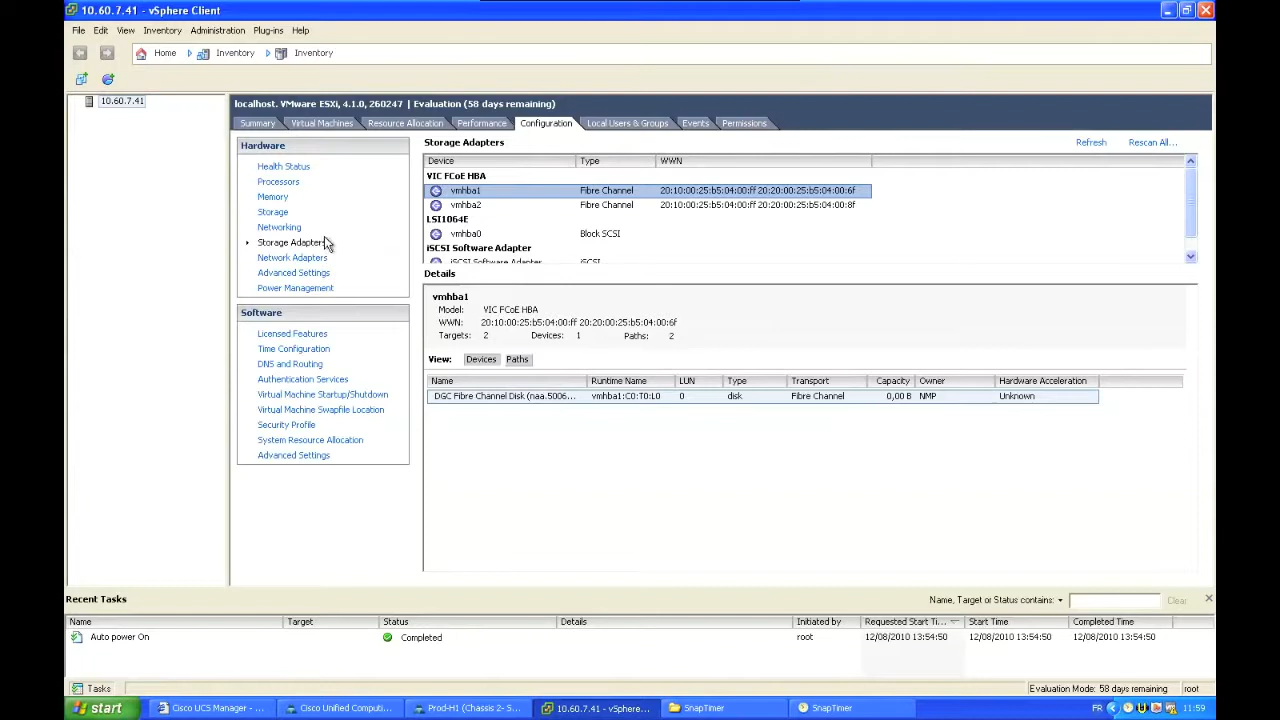 10.60.7.41 - vSphere Client
File Edit View Inventory Administration Plug-ins Help
Home Inventory Inventory
10.60.7.41
localhost. VMware ESXi, 4.1.0, 260247 | Evaluation (58 days remaining)
Summary Virtual Machines Resource Allocation Performance Configuration Local Users & Groups Events Permissions
Hardware
Health Status
Processors
Memory
Storage
Networking
Storage Adapters
Network Adapters
Advanced Settings
Power Management
Software
Licensed Features
Time Configuration
DNS and Routing
Authentication Services
Virtual Machine Startup/Shutdown
Virtual Machine Swapfile Location
Security Profile
System Resource Allocation
Advanced Settings
Storage Adapters Refresh Rescan All...
Device Type WWN
VIC FCoE HBA
vmhba1 Fibre Channel 20:10:00:25:b5:04:00:ff 20:20:00:25:b5:04:00:6f
vmhba2 Fibre Channel 20:10:00:25:b5:04:00:ff 20:20:00:25:b5:04:00:8f
LSI1064E
vmhba0 Block SCSI
iSCSI Software Adapter
iSCSI Software Adapter iSCSI
Details
vmhba1
Model: VIC FCoE HBA
WWN: 20:10:00:25:b5:04:00:ff 20:20:00:25:b5:04:00:6f
Targets: 2 Devices: 1 Paths: 2
View: Devices Paths
Name Runtime Name LUN Type Transport Capacity Owner Hardware Acceleration
DGC Fibre Channel Disk (naa.5006... vmhba1:C0:T0:L0 0 disk Fibre Channel 0,00 B NMP Unknown
Recent Tasks Name, Target or Status contains: Clear
Name Target Status Details Initiated by Requested Start Ti... Start Time Completed Time
Auto power On Completed root 12/08/2010 13:54:50 12/08/2010 13:54:50 12/08/2010 13:54:50
Tasks Evaluation Mode: 58 days remaining root
start Cisco UCS Manager - ... Cisco Unified Computi... Prod-H1 (Chassis 2- S... 10.60.7.41 - vSphere... SnapTimer SnapTimer FR 11:59